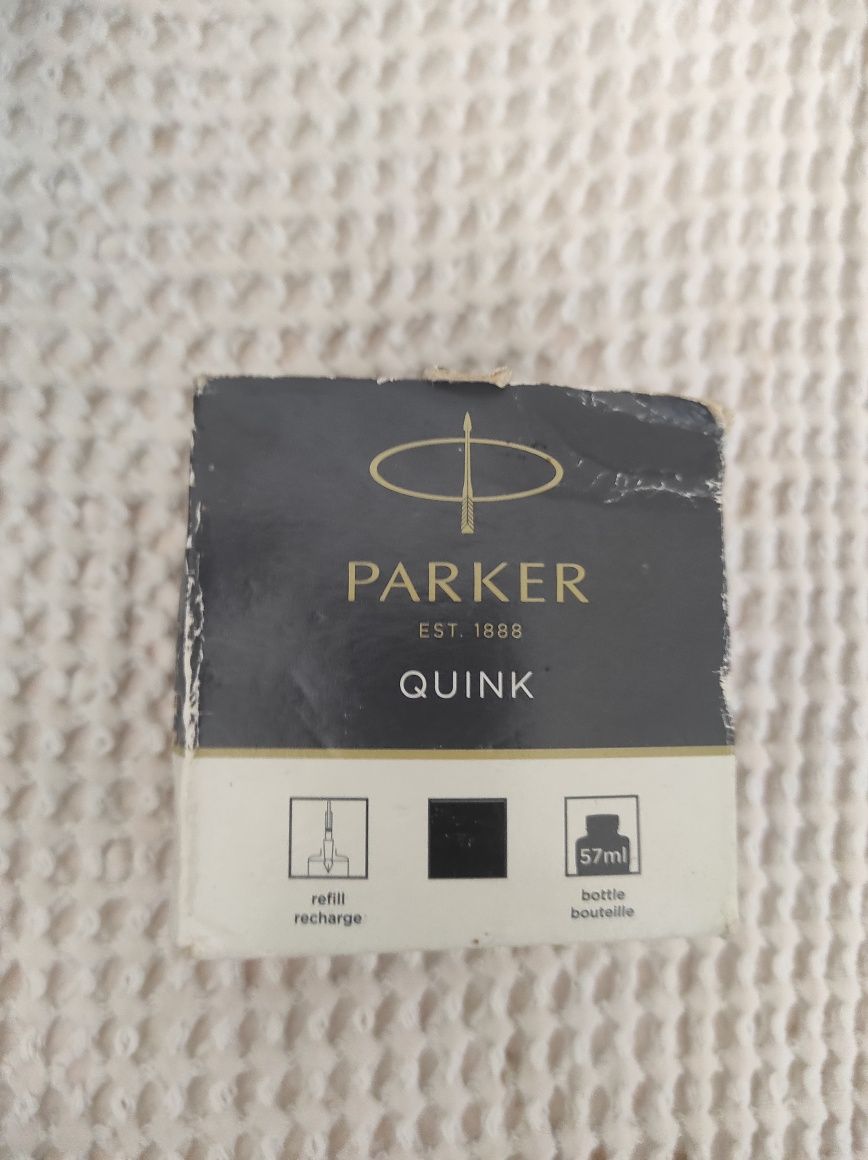 PARKER
EST. 1888
QUINK
57ml
refill
recharge
bottle
bouteille